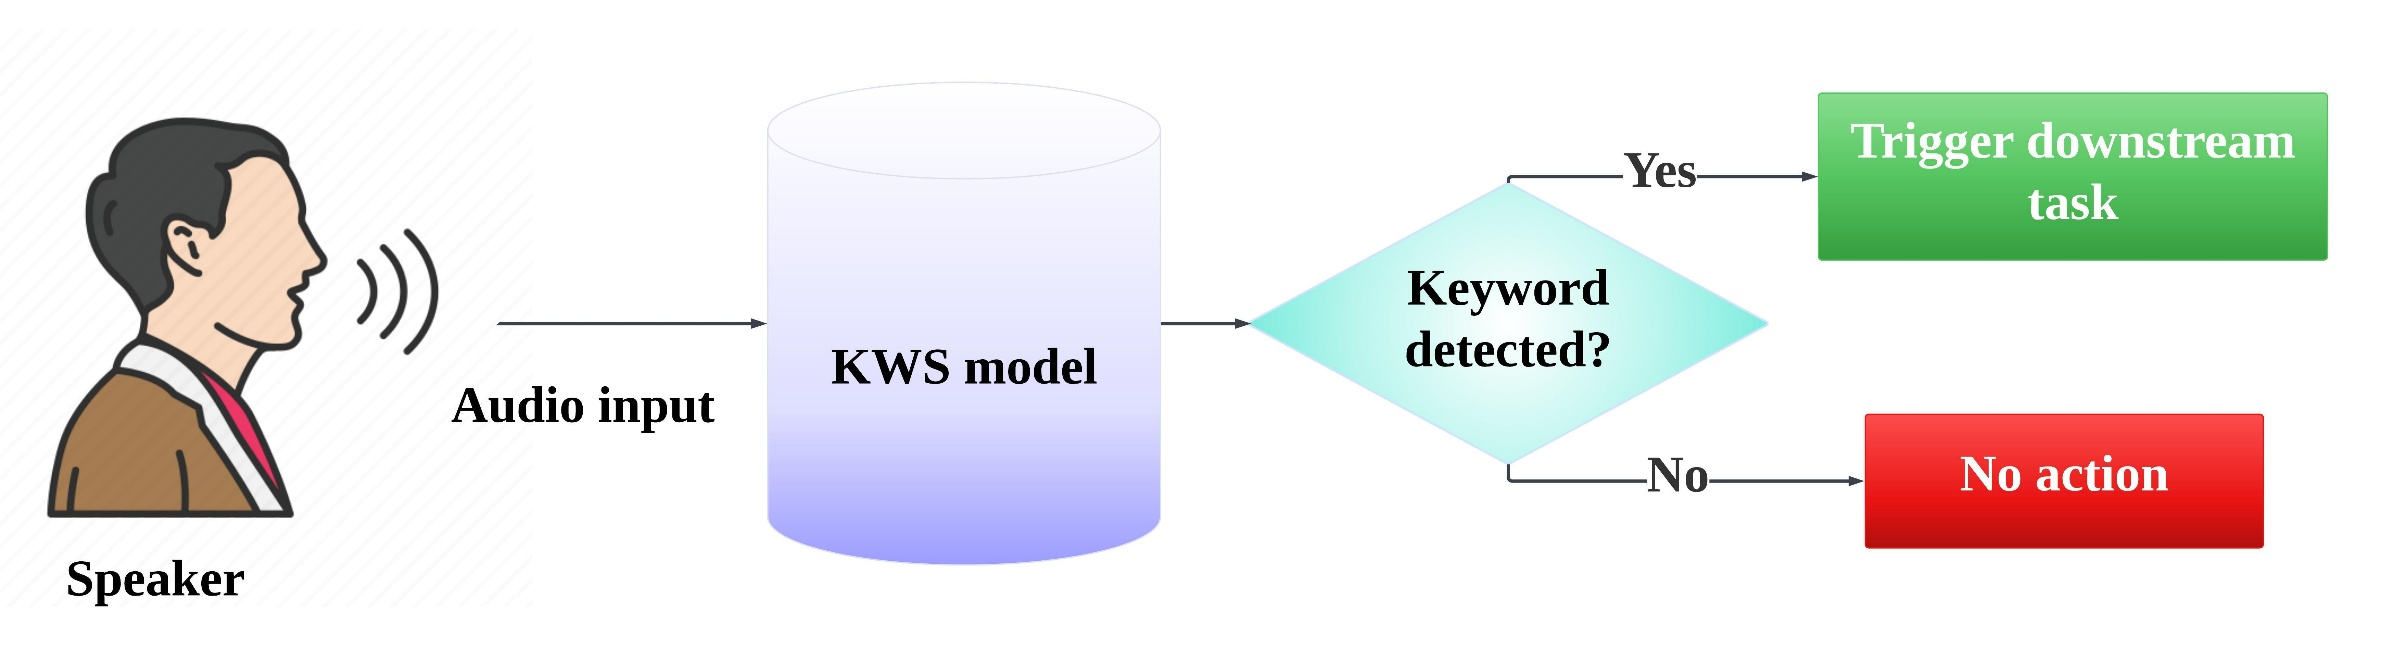 Speaker
Audio input
KWS model
Keyword
detected?
Yes
Trigger downstream
task
No
No action